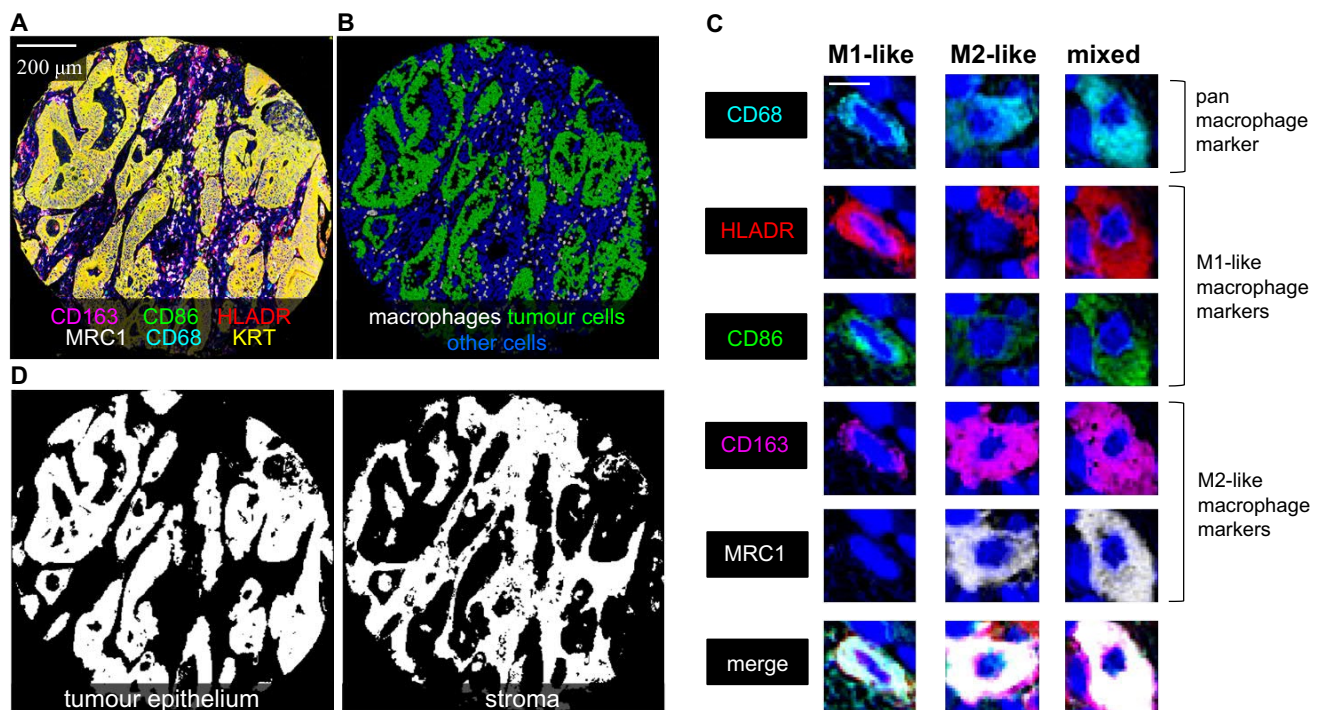 A
200 μm
CD163 CD86 HLADR
MRC1 CD68 KRT
B
macrophages tumour cells
other cells
C
M1-like M2-like mixed
CD68
pan
macrophage
marker
HLADR
CD86
M1-like
macrophage
markers
CD163
MRC1
M2-like
macrophage
markers
merge
D
tumour epithelium
stroma